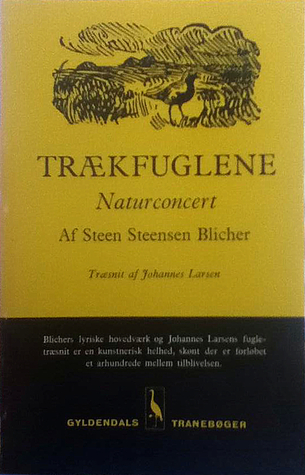 TRÆKFUGLENE
Naturconcert
Af Steen Steensen Blicher
Træsnit af Johannes Larsen
Blichers lyriske hovedværk og Johannes Larsens fugle-
træsnit er en kunstnerisk helhed, skønt der er forløbet
et århundrede mellem tilblivelsen.
GYLDENDALS TRANEBØGER